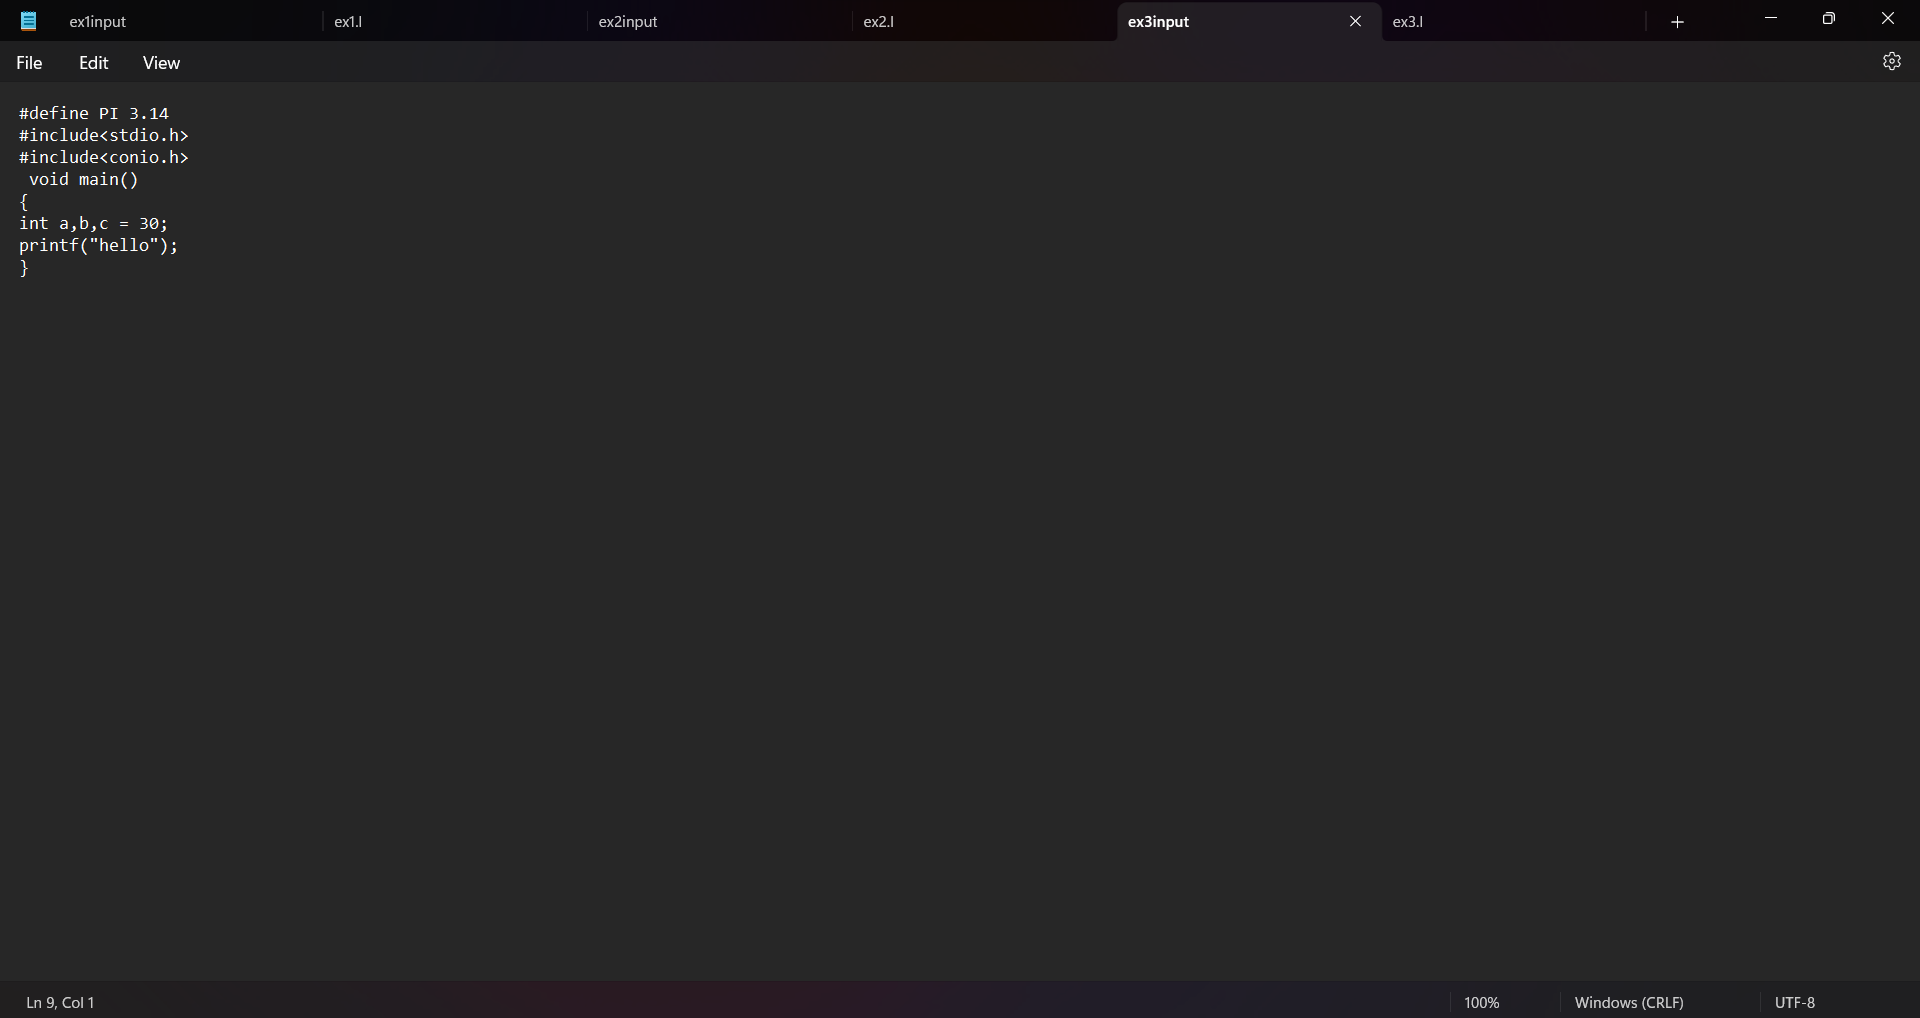 ex1input ex1.l ex2input ex2.l ex3input ex3.l
File Edit View
#define PI 3.14
#include<stdio.h>
#include<conio.h>
 void main()
{
int a,b,c = 30;
printf("hello");
}
Ln 9, Col 1 100% Windows (CRLF) UTF-8